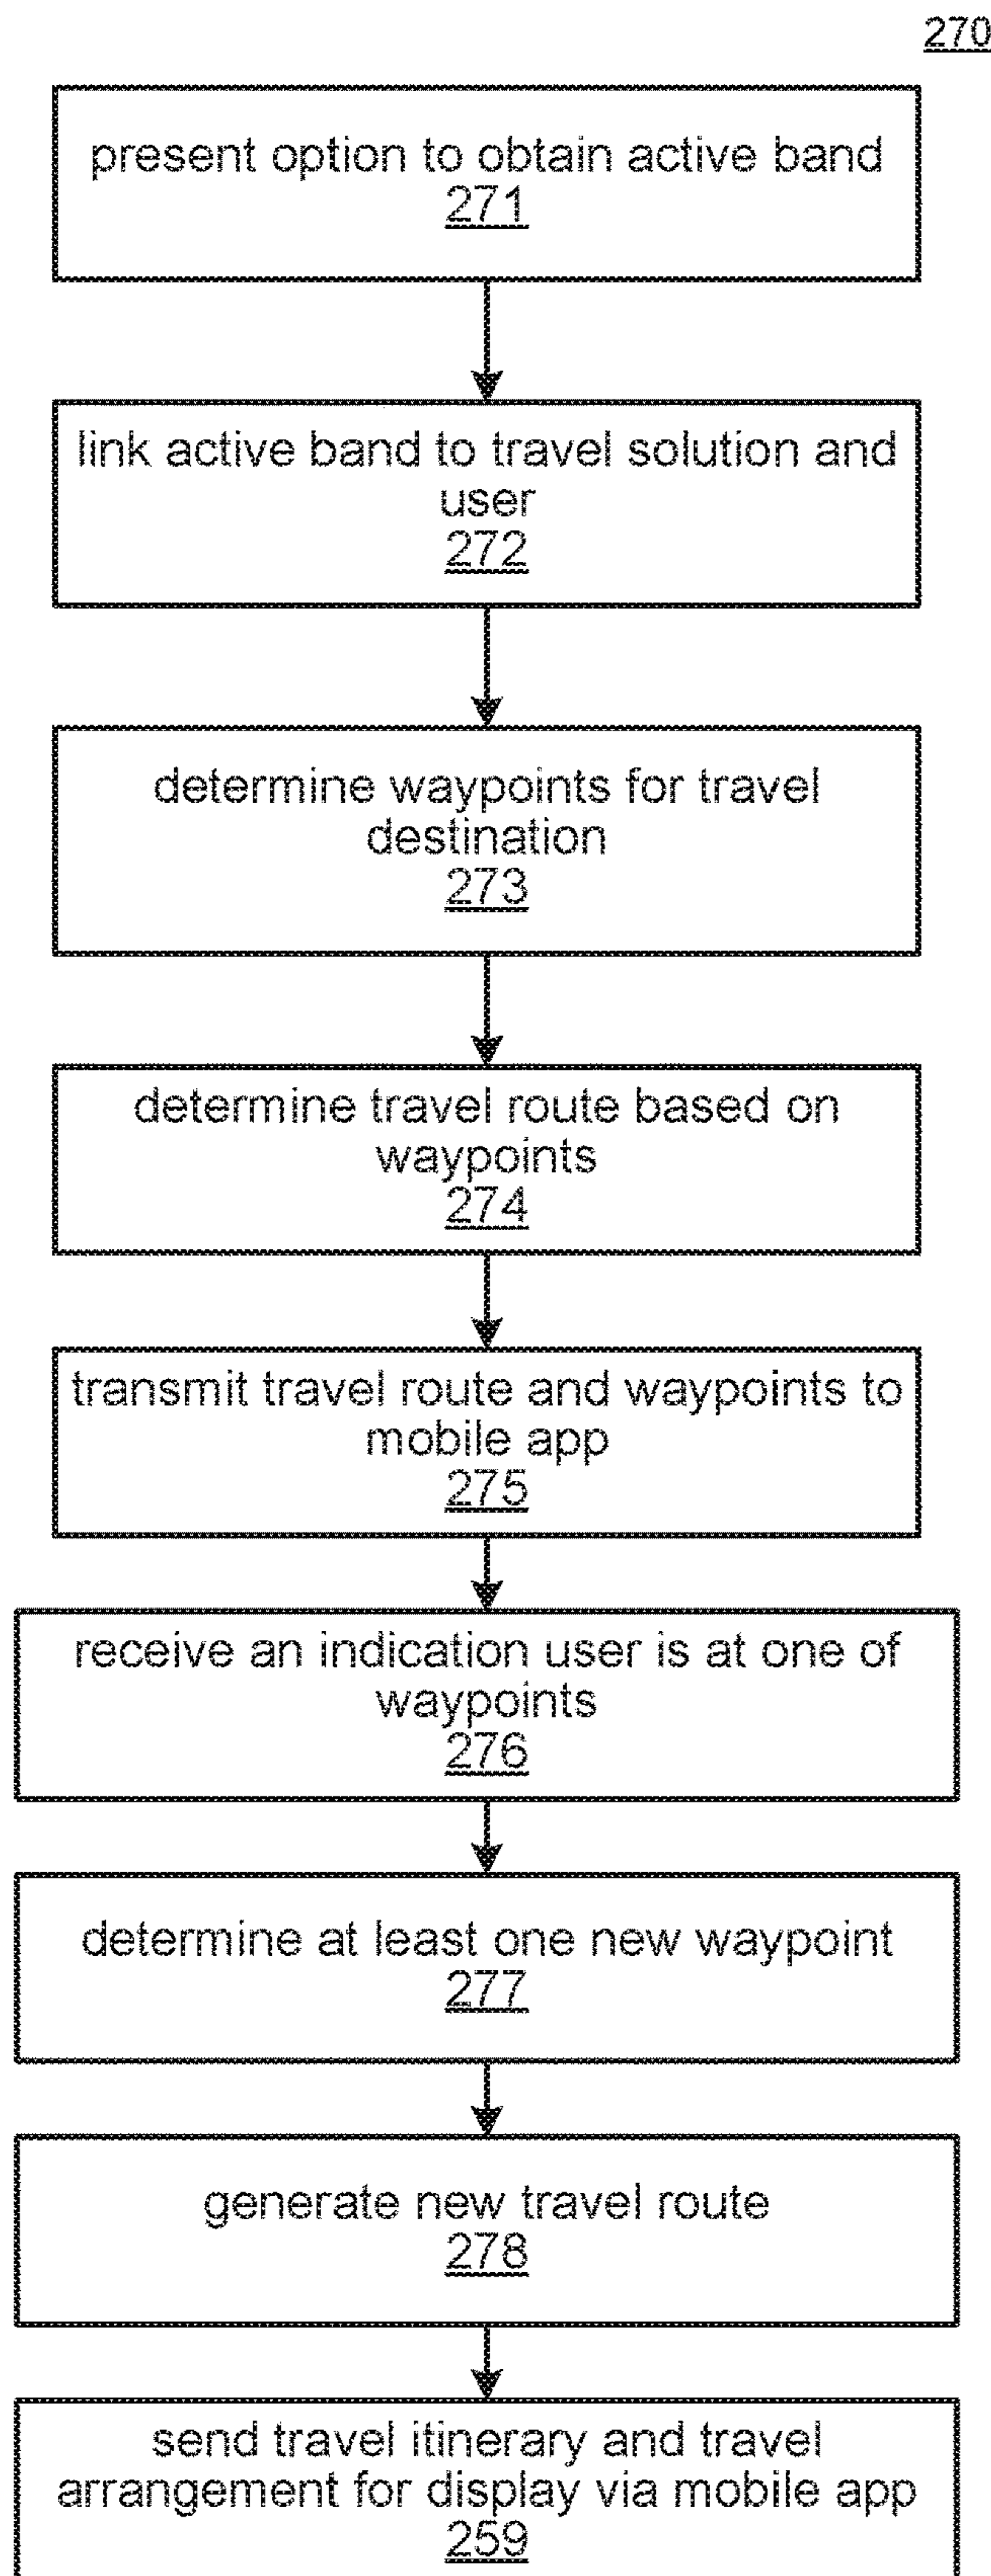 270
present option to obtain active band
271
link active band to travel solution and
user
272
determine waypoints for travel
destination
273
determine travel route based on
waypoints
274
transmit travel route and waypoints to
mobile app
275
receive an indication user is at one of
waypoints
276
determine at least one new waypoint
277
generate new travel route
278
send travel itinerary and travel
arrangement for display via mobile app
259